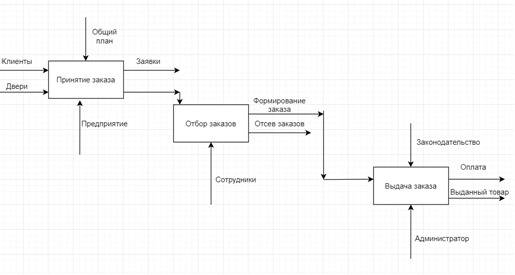 Общий
план
Клиенты
Заявки
Принятие заказа
Двери
Формирование
заказа
Предприятие
Отбор заказов
Отсев заказов
Законодательство
Оплата
Сотрудники
Выдача заказа
Выданный товар
Администратор